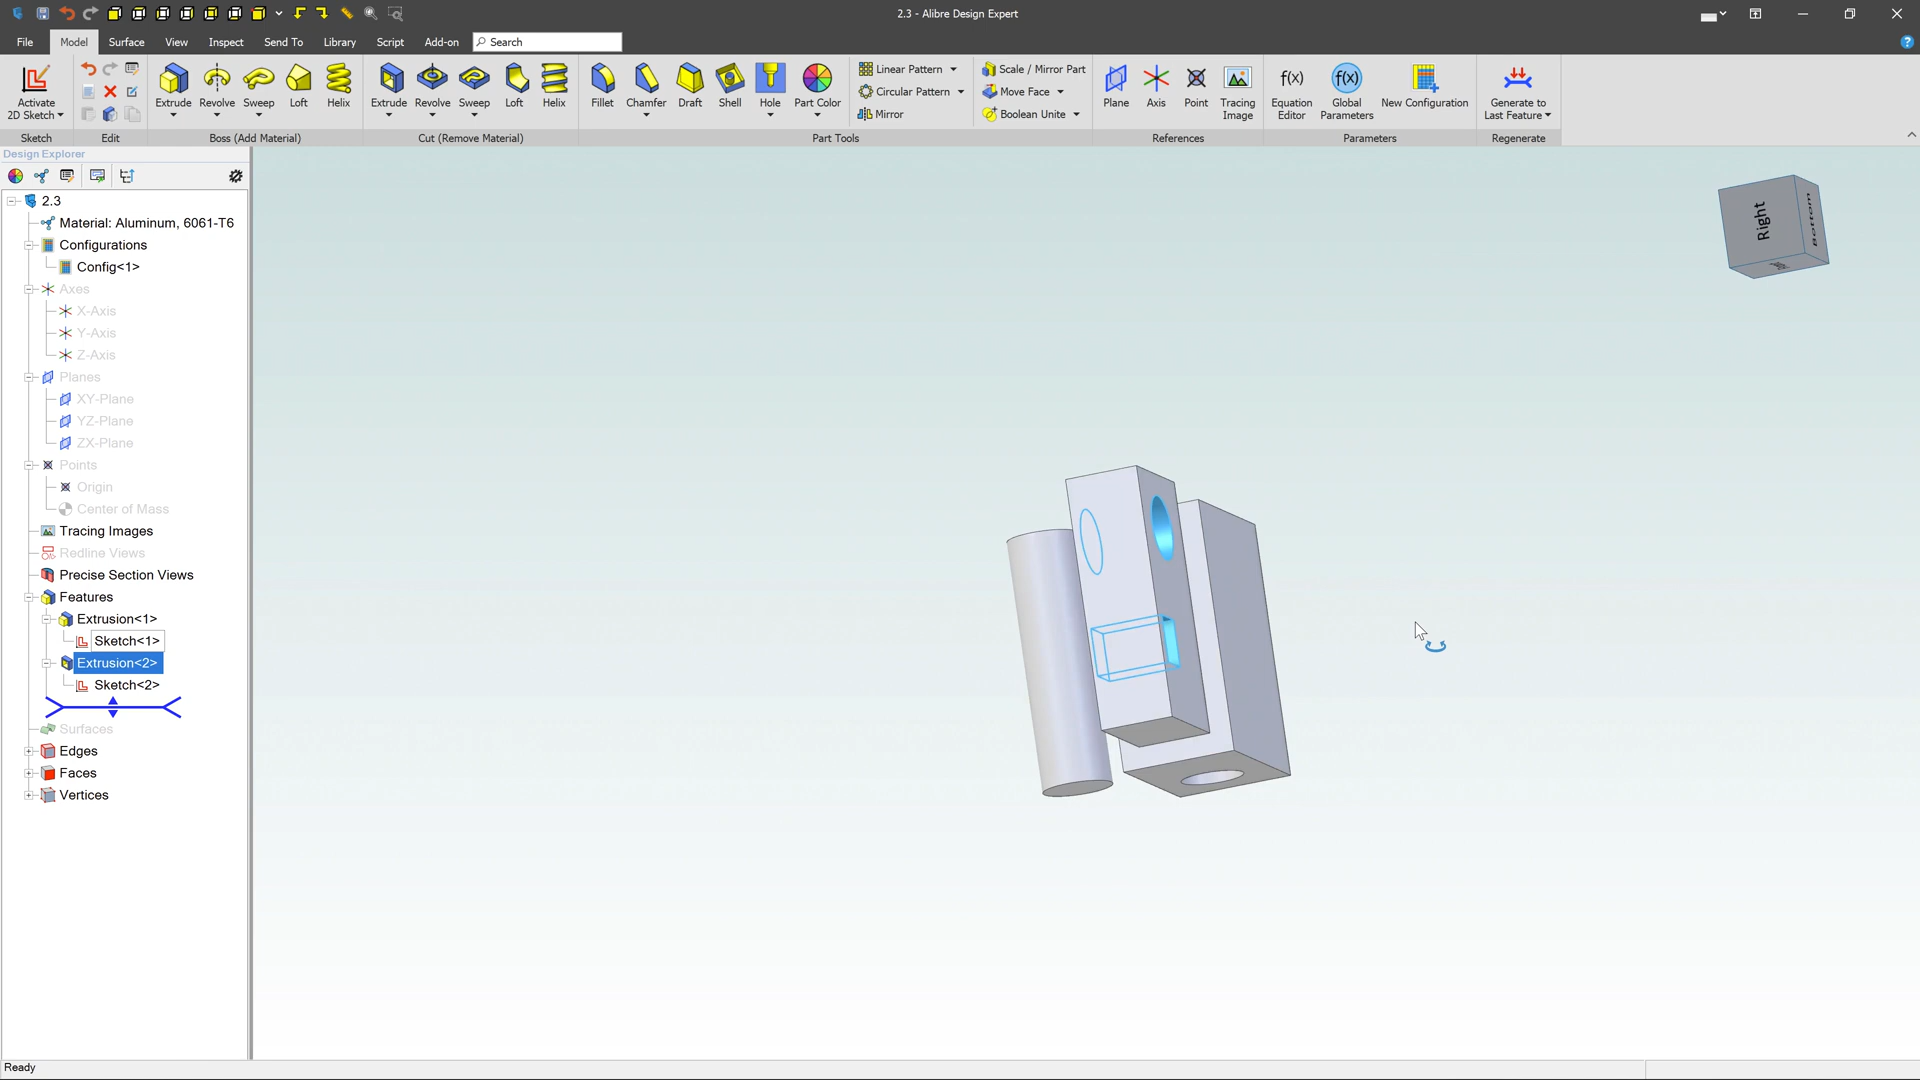 2.3 - Alibre Design Expert
File
Model
Surface
View
Inspect
Send To
Library
Script
Add-on
Search
Activate
2D Sketch
Extrude
Revolve
Sweep
Loft
Helix
Extrude
Revolve
Sweep
Loft
Helix
Fillet
Chamfer
Draft
Shell
Hole
Part Color
Linear Pattern
Circular Pattern
Mirror
Scale / Mirror Part
Move Face
Boolean Unite
Plane
Axis
Point
Tracing
Image
f(x)
Equation
Editor
f(x)
Global
Parameters
New Configuration
Generate to
Last Feature
Sketch
Edit
Boss (Add Material)
Cut (Remove Material)
Part Tools
References
Parameters
Regenerate
Design Explorer
2.3
Material: Aluminum, 6061-T6
Configurations
Config<1>
Axes
X-Axis
Y-Axis
Z-Axis
Planes
XY-Plane
YZ-Plane
ZX-Plane
Points
Origin
Center of Mass
Tracing Images
Redline Views
Precise Section Views
Features
Extrusion<1>
Sketch<1>
Extrusion<2>
Sketch<2>
Surfaces
Edges
Faces
Vertices
Right
Bottom
Ready